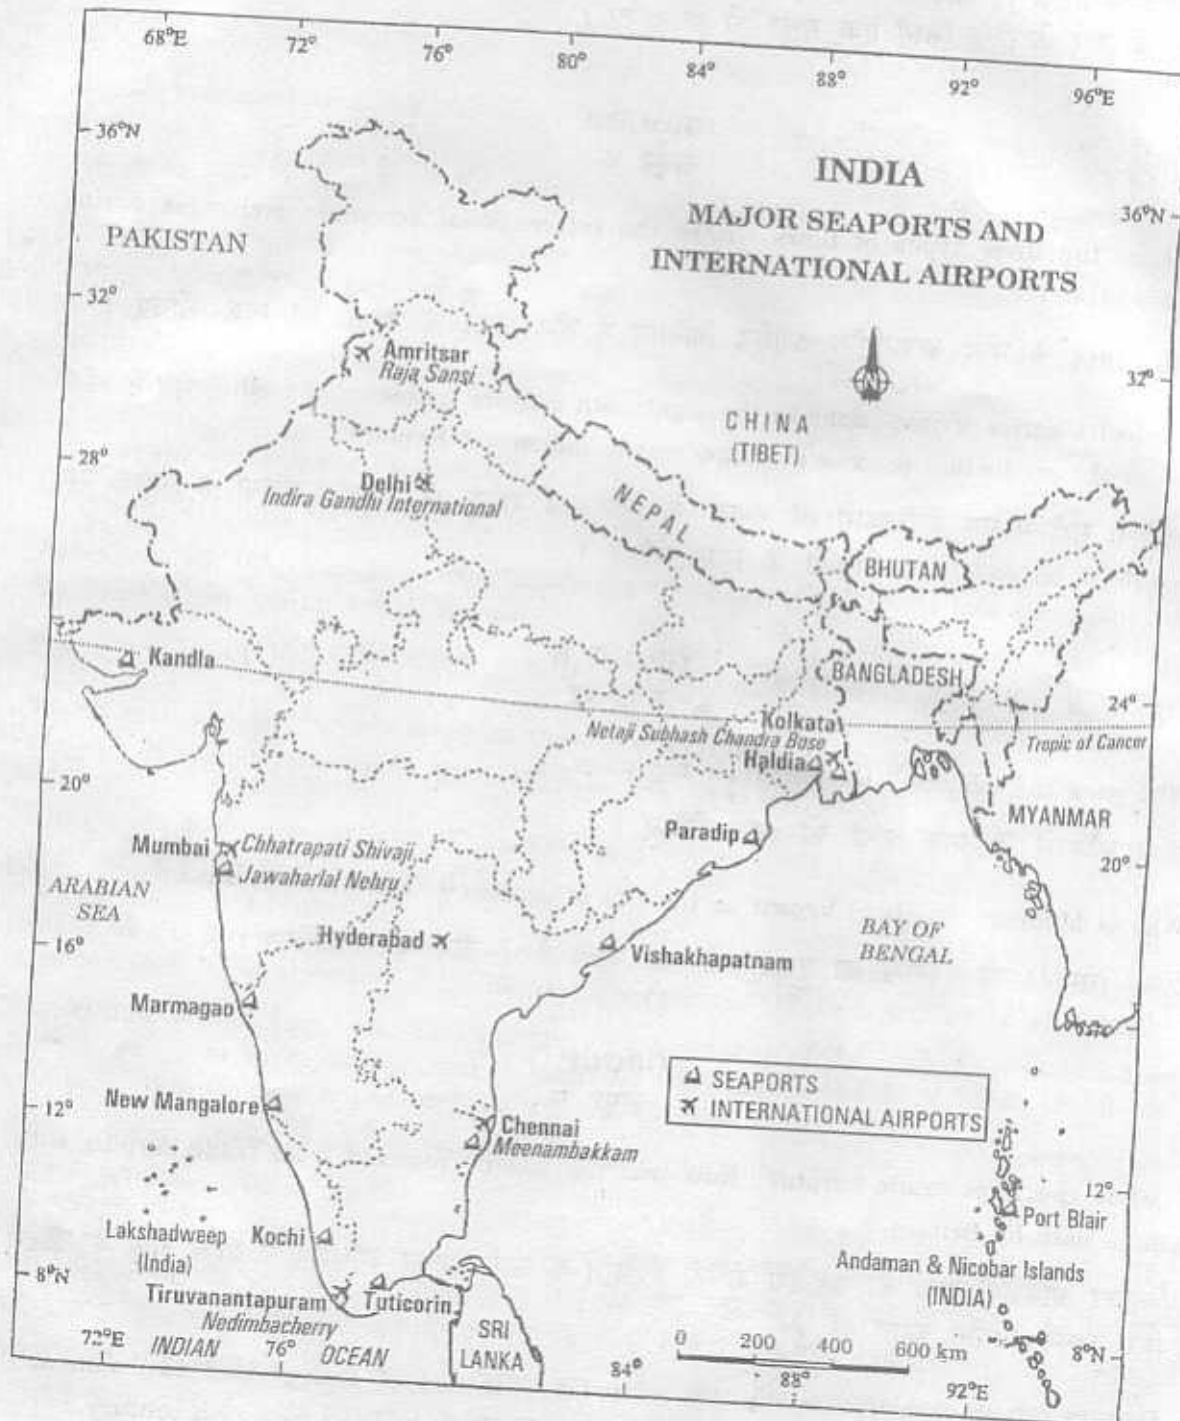 68°E
72°
76°
80°
84°
88°
92°
96°E
36°N
INDIA
MAJOR SEAPORTS AND
INTERNATIONAL AIRPORTS
36°N
PAKISTAN
32°
Amritsar
Raja Sansi
32°
CHINA
(TIBET)
28°
Delhi
Indira Gandhi International
NEPAL
BHUTAN
Kandla
BANGLADESH
24°
Kolkata
Netaji Subhash Chandra Bose
Tropic of Cancer
Haldia
20°
MYANMAR
Paradip
Mumbai
Chhatrapati Shivaji
Jawaharlal Nehru
20°
ARABIAN
SEA
BAY OF
BENGAL
16°
Hyderabad
Vishakhapatnam
Marmagao
SEAPORTS
INTERNATIONAL AIRPORTS
12°
New Mangalore
Chennai
Meenambakkam
12°
Port Blair
Lakshadweep
(India)
Kochi
Andaman & Nicobar Islands
(INDIA)
8°N
Tiruvanantapuram
Nedimbacherry
Tuticorin
SRI
LANKA
0 200 400 600 km
72°E
INDIAN
76°
OCEAN
84°
88°
92°E
8°N
N